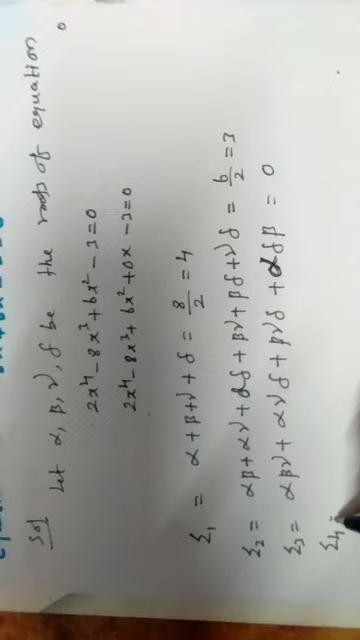 Sol Let α, β, γ, δ be the roots of equation
2x⁴ - 8x³ + 6x² - 3 = 0
2x⁴ - 8x³ + 6x² + 0x - 3 = 0
Σ₁ = α + β + γ + δ = 8/2 = 4
Σ₂ = αβ + αγ + αδ + βγ + βδ + γδ = 6/2 = 3
Σ₃ = αβγ + αγδ + βγδ + αδβ = 0
Σ₄ =